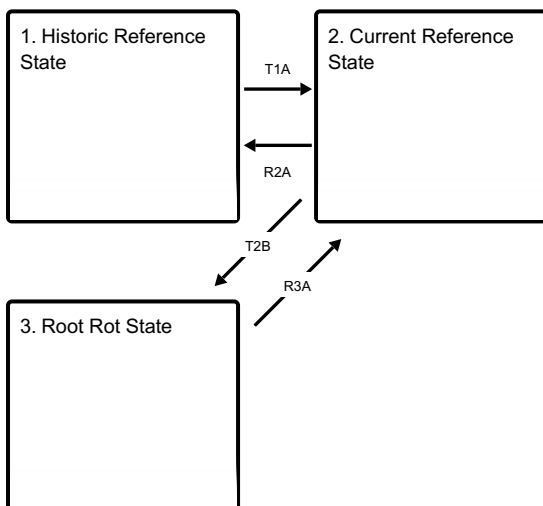 1. Historic Reference
State
2. Current Reference
State
T1A
R2A
T2B
R3A
3. Root Rot State